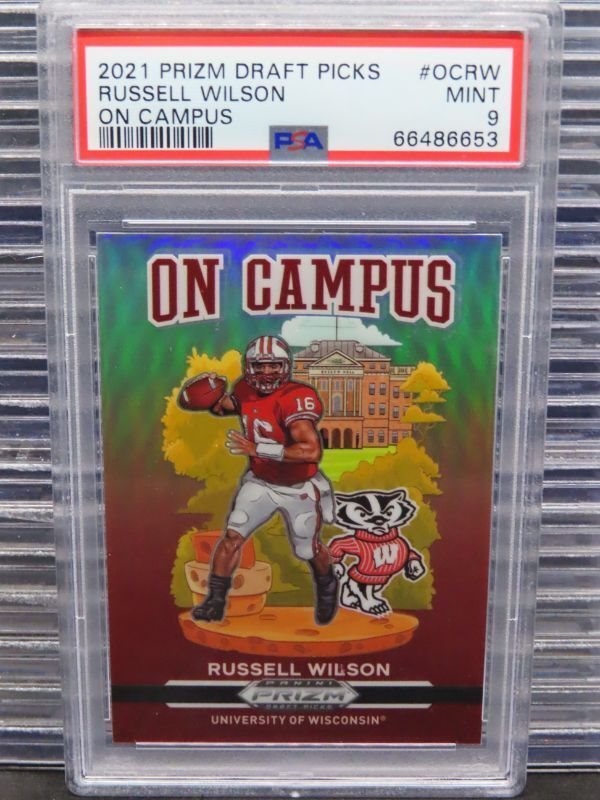 2021 PRIZM DRAFT PICKS #OCRW
RUSSELL WILSON MINT
ON CAMPUS 9
PSA 66486653
ON CAMPUS
16
16
W
RUSSELL WILSON
PANINI
PRIZM
DRAFT PICKS
UNIVERSITY OF WISCONSIN®